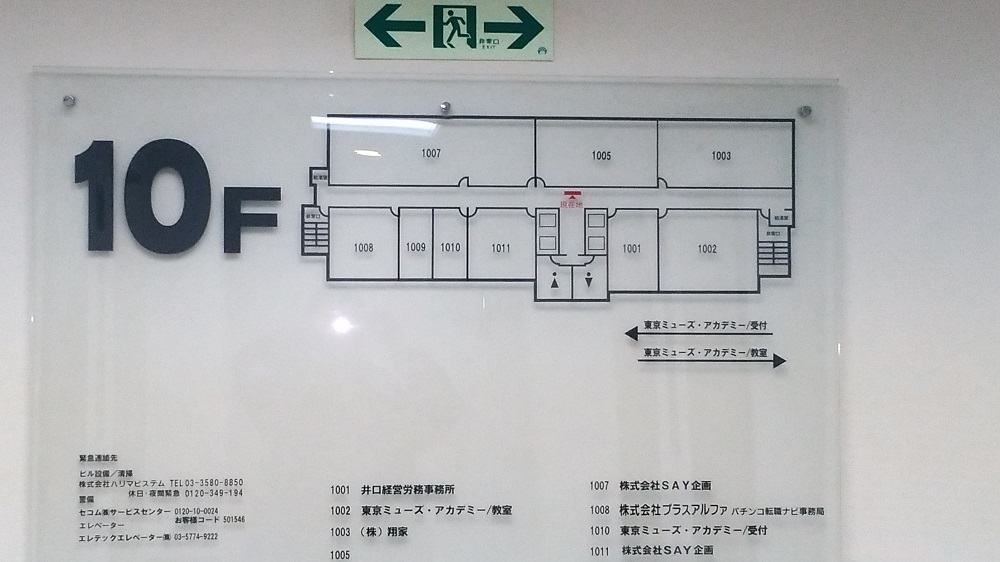 非常口
EXIT
10F
1007
1005
1003
給湯室
現在地
給湯室
非常口
非常口
1008
1009
1010
1011
1001
1002
東京ミューズ・アカデミー/受付
東京ミューズ・アカデミー/教室
緊急連絡先
ビル設備/清掃
株式会社ハリマビステム TEL03-3580-8850
休日・夜間緊急 0120-349-194
警備
セコム㈱サービスセンター 0120-10-0024
お客様コード 501546
エレベーター
エレテックエレベーター㈱ 03-5774-9222
1001 井口経営労務事務所
1002 東京ミューズ・アカデミー/教室
1003 (株)翔家
1005
1007 株式会社SAY企画
1008 株式会社プラスアルファ パチンコ転職ナビ事務局
1010 東京ミューズ・アカデミー/受付
1011 株式会社SAY企画